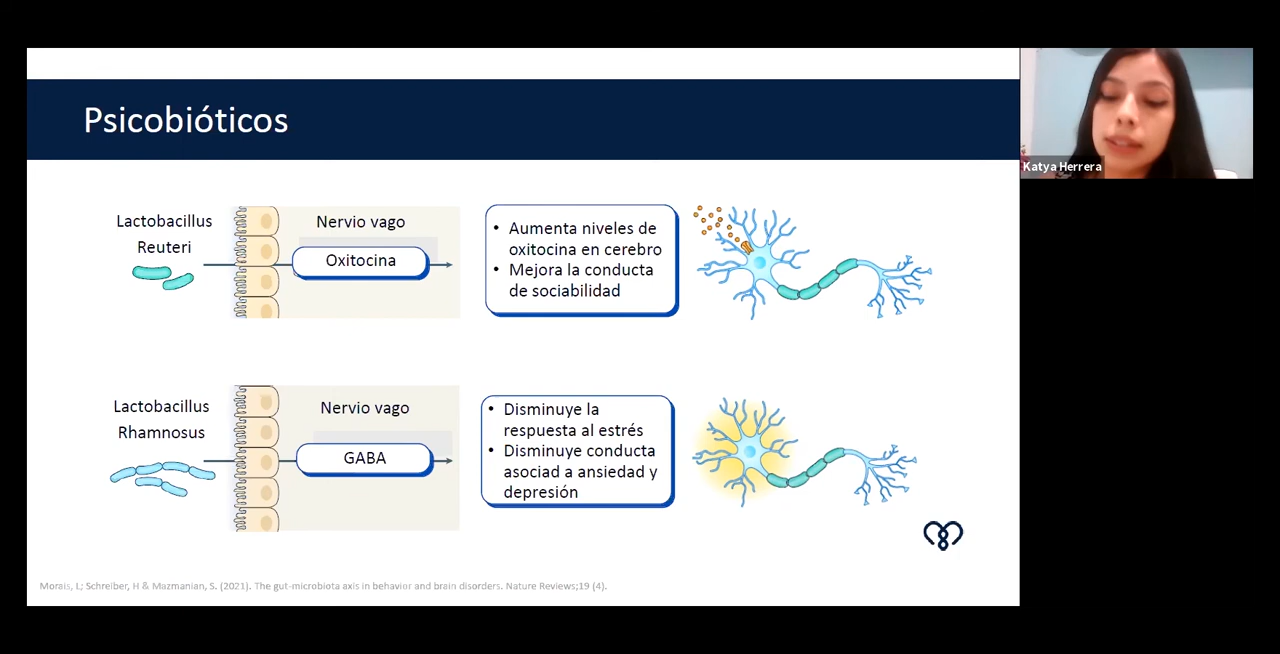 Psicobióticos
Katya Herrera
Lactobacillus
Reuteri
Nervio vago
Oxitocina
• Aumenta niveles de
oxitocina en cerebro
• Mejora la conducta
de sociabilidad
Lactobacillus
Rhamnosus
Nervio vago
GABA
• Disminuye la
respuesta al estrés
• Disminuye conducta
asociad a ansiedad y
depresión
Morais, L; Schreiber, H & Mazmanian, S. (2021). The gut-microbiota axis in behavior and brain disorders. Nature Reviews;19 (4).